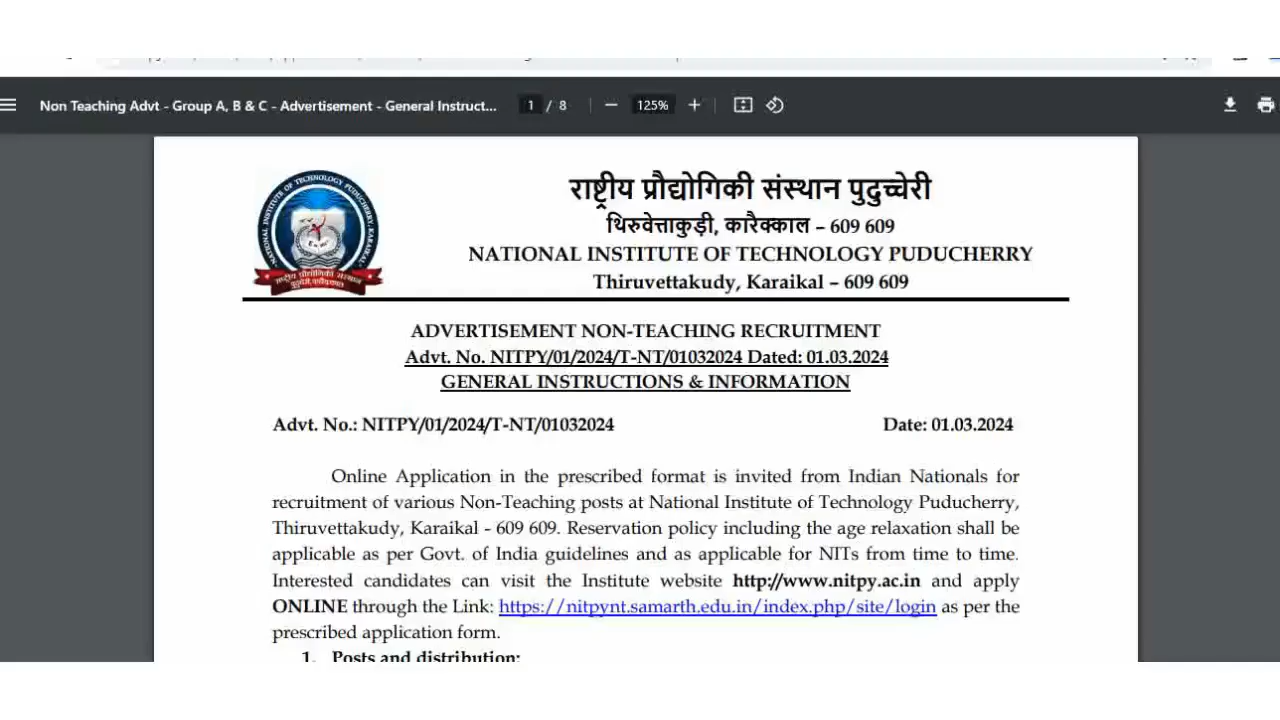 Non Teaching Advt - Group A, B & C - Advertisement - General Instruct... 1 / 8 125%
राष्ट्रीय प्रौद्योगिकी संस्थान पुदुच्चेरी
थिरुवेत्ताकुड़ी, कारैक्काल – 609 609
NATIONAL INSTITUTE OF TECHNOLOGY PUDUCHERRY
Thiruvettakudy, Karaikal – 609 609
NATIONAL INSTITUTE OF TECHNOLOGY PUDUCHERRY, KARAIKAL
ADVERTISEMENT NON-TEACHING RECRUITMENT
Advt. No. NITPY/01/2024/T-NT/01032024 Dated: 01.03.2024
GENERAL INSTRUCTIONS & INFORMATION
Advt. No.: NITPY/01/2024/T-NT/01032024 Date: 01.03.2024
Online Application in the prescribed format is invited from Indian Nationals for
recruitment of various Non-Teaching posts at National Institute of Technology Puducherry,
Thiruvettakudy, Karaikal - 609 609. Reservation policy including the age relaxation shall be
applicable as per Govt. of India guidelines and as applicable for NITs from time to time.
Interested candidates can visit the Institute website http://www.nitpy.ac.in and apply
ONLINE through the Link: https://nitpynt.samarth.edu.in/index.php/site/login as per the
prescribed application form.
1. Posts and distribution: